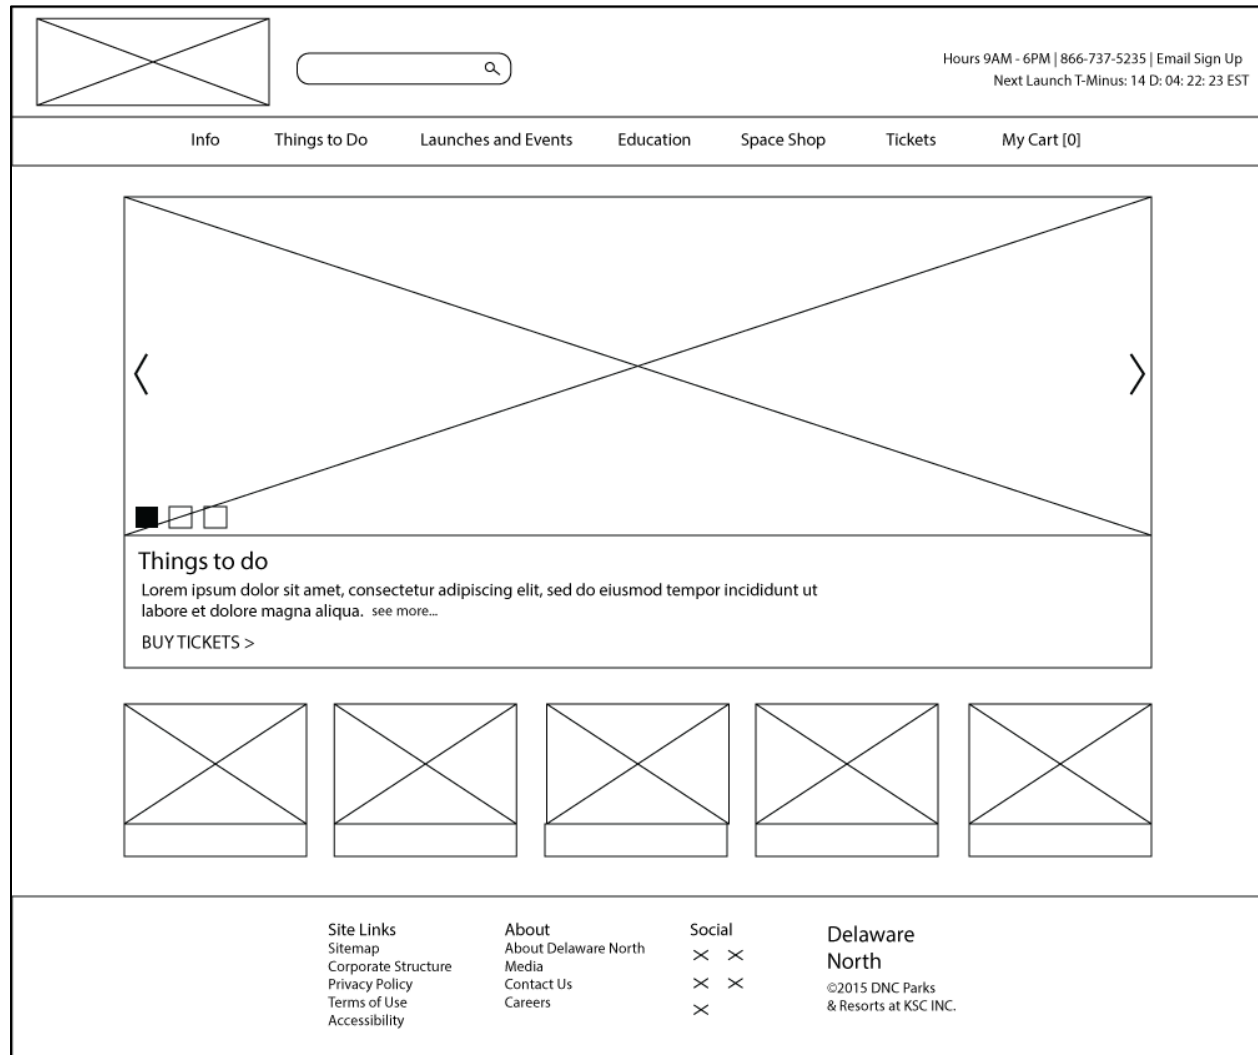 Hours 9AM - 6PM | 866-737-5235 | Email Sign Up
Next Launch T-Minus: 14 D: 04: 22: 23 EST
Info Things to Do Launches and Events Education Space Shop Tickets My Cart [0]
Things to do
Lorem ipsum dolor sit amet, consectetur adipiscing elit, sed do eiusmod tempor incididunt ut
labore et dolore magna aliqua. see more...
BUY TICKETS >
Site Links
Sitemap
Corporate Structure
Privacy Policy
Terms of Use
Accessibility
About
About Delaware North
Media
Contact Us
Careers
Social
Delaware
North
©2015 DNC Parks
& Resorts at KSC INC.